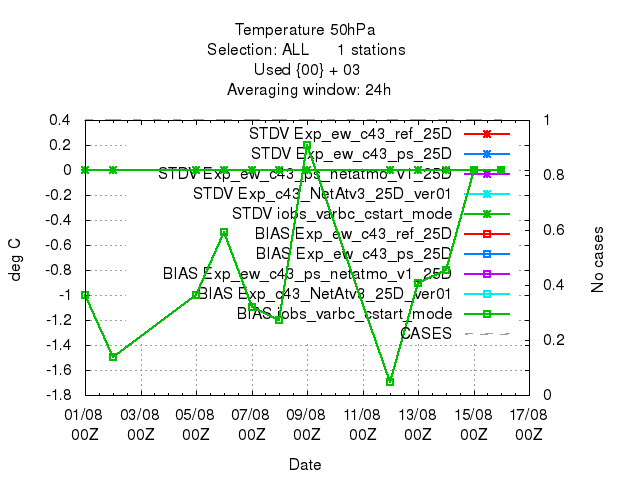 Temperature 50hPa
Selection: ALL 1 stations
Used {00} + 03
Averaging window: 24h
0.4
0.2
0
-0.2
-0.4
-0.6
-0.8
-1
-1.2
-1.4
-1.6
-1.8
deg C
STDV Exp_ew_c43_ref_25D
STDV Exp_ew_c43_ps_25D
STDV Exp_ew_c43_ps_netatmo_v1_25D
STDV Exp_c43_NetAtv3_25D_ver01
STDV iobs_varbc_cstart_mode
BIAS Exp_ew_c43_ref_25D
BIAS Exp_ew_c43_ps_25D
BIAS Exp_ew_c43_ps_netatmo_v1_25D
BIAS Exp_c43_NetAtv3_25D_ver01
BIAS iobs_varbc_cstart_mode
CASES
1
0.8
0.6
0.4
0.2
0
No cases
01/08 03/08 05/08 07/08 09/08 11/08 13/08 15/08 17/08
00Z 00Z 00Z 00Z 00Z 00Z 00Z 00Z 00Z
Date